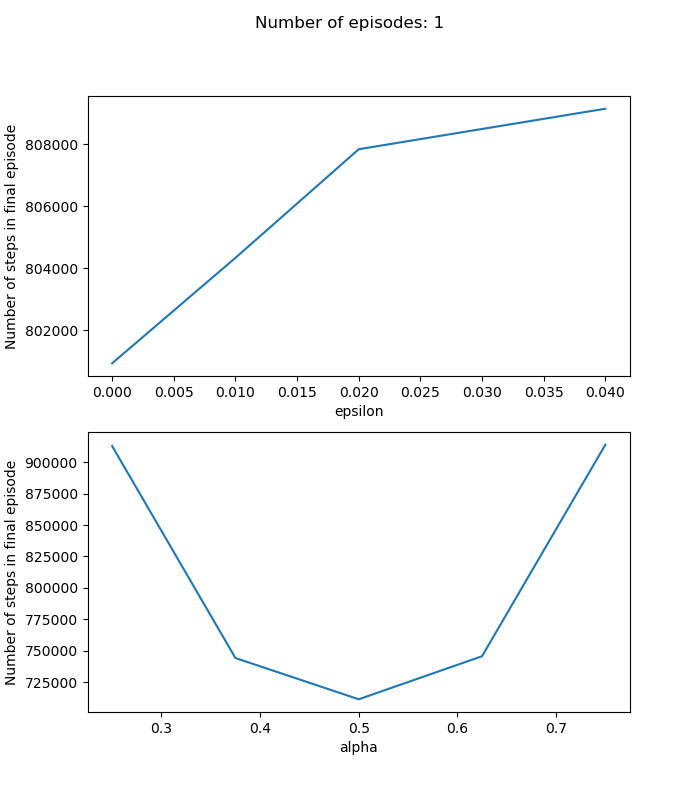 Number of episodes: 1
Number of steps in final episode
808000
806000
804000
802000
0.000 0.005 0.010 0.015 0.020 0.025 0.030 0.035 0.040
epsilon
Number of steps in final episode
900000
875000
850000
825000
800000
775000
750000
725000
0.3 0.4 0.5 0.6 0.7
alpha